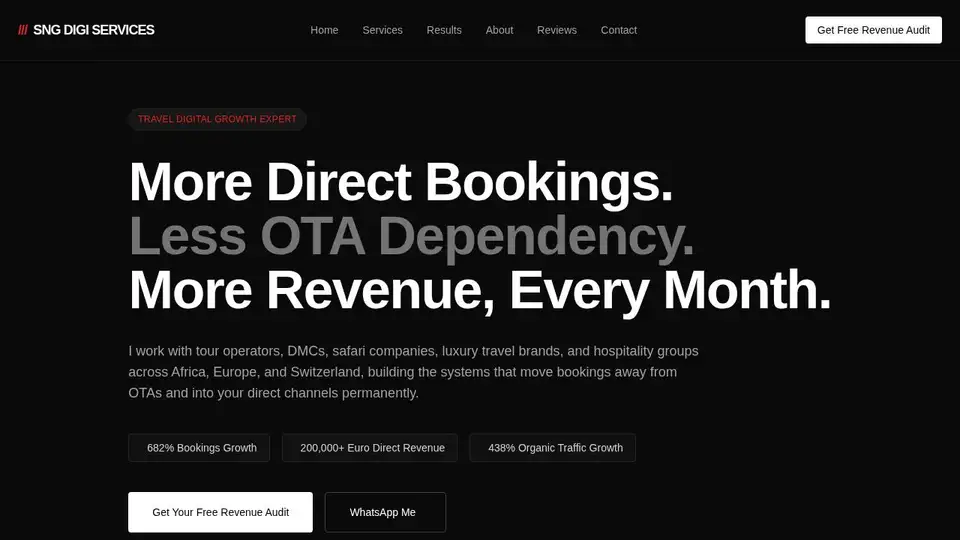 /// SNG DIGI SERVICES
Home Services Results About Reviews Contact
Get Free Revenue Audit
TRAVEL DIGITAL GROWTH EXPERT
More Direct Bookings.
Less OTA Dependency.
More Revenue, Every Month.
I work with tour operators, DMCs, safari companies, luxury travel brands, and hospitality groups
across Africa, Europe, and Switzerland, building the systems that move bookings away from
OTAs and into your direct channels permanently.
682% Bookings Growth
200,000+ Euro Direct Revenue
438% Organic Traffic Growth
Get Your Free Revenue Audit
WhatsApp Me